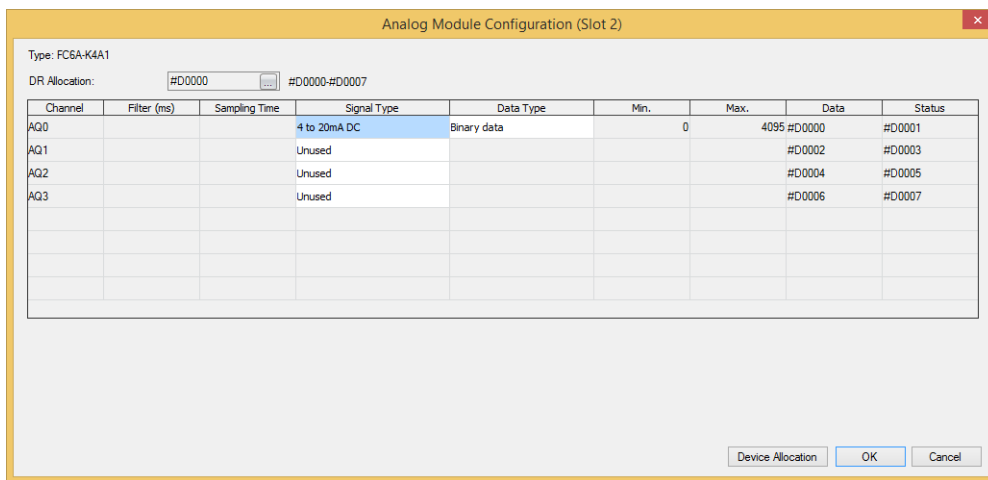 Analog Module Configuration (Slot 2)
Type: FC6A-K4A1
DR Allocation: #D0000 ... #D0000-#D0007
Channel Filter (ms) Sampling Time Signal Type Data Type Min. Max. Data Status
AQ0 4 to 20mA DC Binary data 0 4095 #D0000 #D0001
AQ1 Unused #D0002 #D0003
AQ2 Unused #D0004 #D0005
AQ3 Unused #D0006 #D0007
Device Allocation OK Cancel